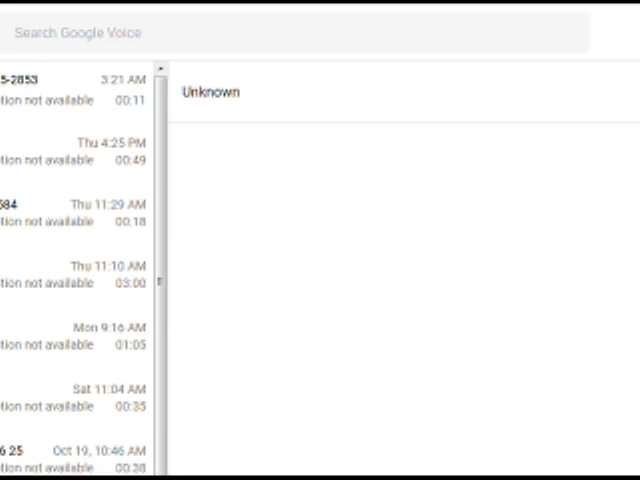 Search Google Voice
5-2853 3:21 AM
tion not available 00:11
Unknown
Thu 4:25 PM
tion not available 00:49
584 Thu 11:29 AM
tion not available 00:18
Thu 11:10 AM
tion not available 03:00
Mon 9:16 AM
tion not available 01:05
Sat 11:04 AM
tion not available 00:35
6 25 Oct 19, 10:46 AM
tion not available 00:38